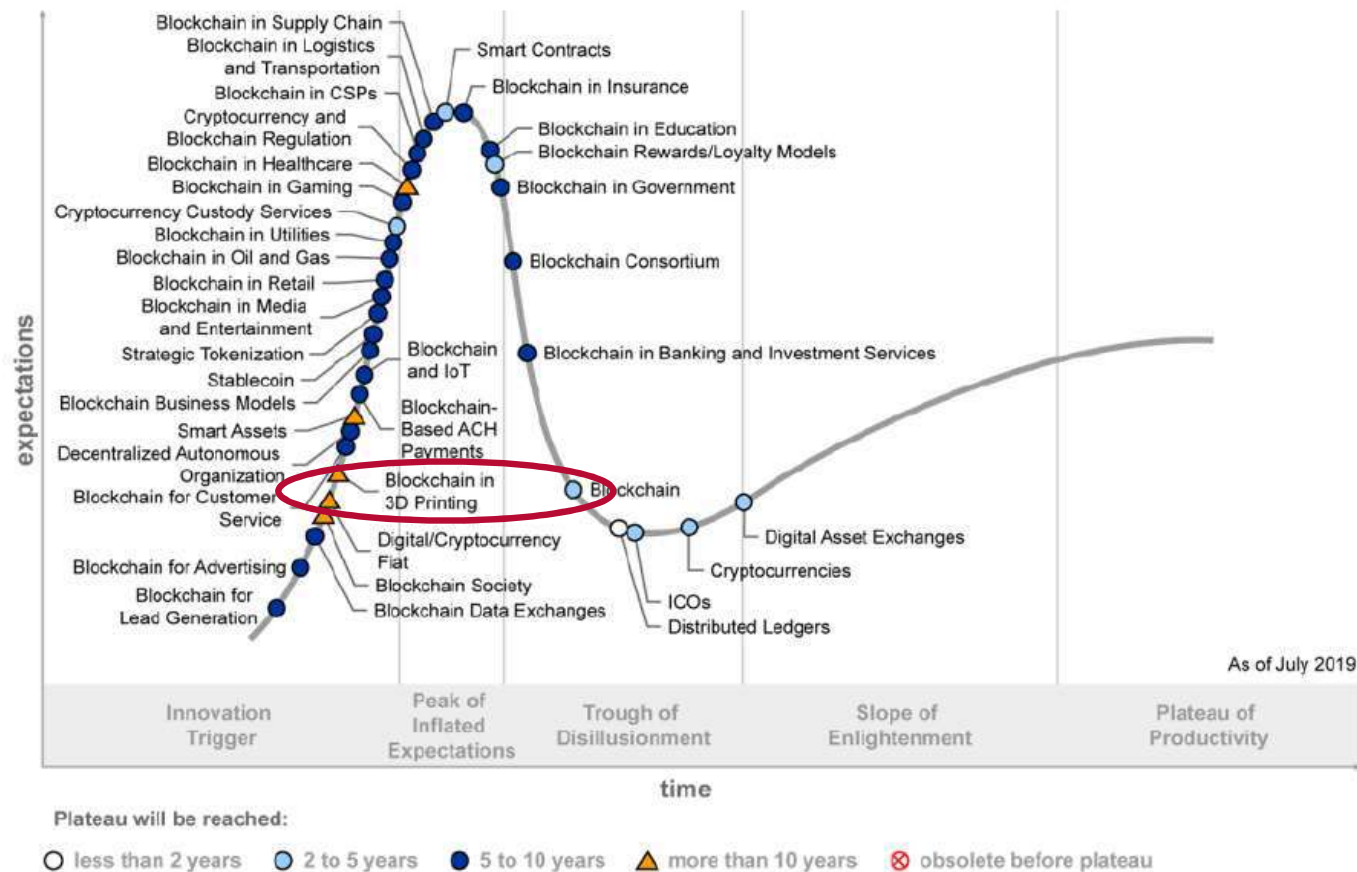 Blockchain in Supply Chain
Blockchain in Logistics
and Transportation
Blockchain in CSPs
Cryptocurrency and
Blockchain Regulation
Blockchain in Healthcare
Blockchain in Gaming
Cryptocurrency Custody Services
Blockchain in Utilities
Blockchain in Oil and Gas
Blockchain in Retail
Blockchain in Media
and Entertainment
Strategic Tokenization
Stablecoin
Blockchain Business Models
Smart Assets
Decentralized Autonomous
Organization
Blockchain for Customer
Service
Blockchain for Advertising
Blockchain for
Lead Generation
Smart Contracts
Blockchain in Insurance
Blockchain in Education
Blockchain Rewards/Loyalty Models
Blockchain in Government
Blockchain Consortium
Blockchain in Banking and Investment Services
Blockchain
and IoT
Blockchain-
Based ACH
Payments
Blockchain in
3D Printing
Digital/Cryptocurrency
Fiat
Blockchain Society
Blockchain Data Exchanges
Blockchain
Digital Asset Exchanges
Cryptocurrencies
ICOs
Distributed Ledgers
expectations
As of July 2019
Innovation
Trigger
Peak of
Inflated
Expectations
Trough of
Disillusionment
Slope of
Enlightenment
Plateau of
Productivity
time
Plateau will be reached:
less than 2 years
2 to 5 years
5 to 10 years
more than 10 years
obsolete before plateau